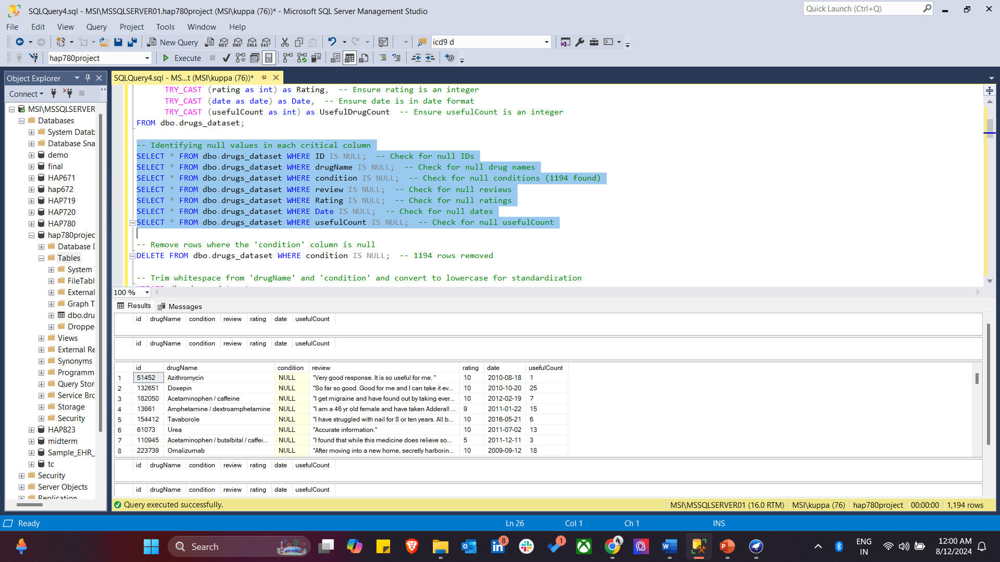 SQLQuery4.sql - MSI\MSSQLSERVER01.hap780project (MSI\kuppa (76))* - Microsoft SQL Server Management Studio
Quick Launch (Ctrl+Q)
File Edit View Query Project Tools Window Help
New Query MDX DMX XMLA DAX icd9 d
hap780project Execute
Object Explorer
SQLQuery4.sql - MS...t (MSI\kuppa (76))*
Connect
MSI\MSSQLSERVER
Databases
System Datab
Database Sna
demo
final
HAP671
hap672
HAP719
HAP720
HAP780
hap780projec
Database D
Tables
System
FileTabl
External
Graph T
dbo.dru
Droppe
Views
External Re
Synonyms
Programm
Query Stor
Service Bro
Storage
Security
HAP823
midterm
Sample_EHR_
tc
Security
Server Objects
Replication
TRY_CAST (rating as int) as Rating,  -- Ensure rating is an integer
TRY_CAST (date as date) as Date,  -- Ensure date is in date format
TRY_CAST (usefulCount as int) as UsefulDrugCount  -- Ensure usefulCount is an integer
FROM dbo.drugs_dataset;
-- Identifying null values in each critical column
SELECT * FROM dbo.drugs_dataset WHERE ID IS NULL;  -- Check for null IDs
SELECT * FROM dbo.drugs_dataset WHERE drugName IS NULL;  -- Check for null drug names
SELECT * FROM dbo.drugs_dataset WHERE condition IS NULL;  -- Check for null conditions (1194 found)
SELECT * FROM dbo.drugs_dataset WHERE review IS NULL;  -- Check for null reviews
SELECT * FROM dbo.drugs_dataset WHERE Rating IS NULL;  -- Check for null ratings
SELECT * FROM dbo.drugs_dataset WHERE Date IS NULL;  -- Check for null dates
SELECT * FROM dbo.drugs_dataset WHERE usefulCount IS NULL;  -- Check for null usefulCount
-- Remove rows where the 'condition' column is null
DELETE FROM dbo.drugs_dataset WHERE condition IS NULL;  -- 1194 rows removed
-- Trim whitespace from 'drugName' and 'condition' and convert to lowercase for standardization
100 %
Results Messages
id drugName condition review rating date usefulCount
id drugName condition review rating date usefulCount
id drugName condition review rating date usefulCount
1 51452 Azithromycin NULL "Very good response. It is so useful for me. " 10 2010-08-18 1
2 132651 Doxepin NULL "So far so good. Good for me and I can take it ev... 10 2010-10-20 25
3 182050 Acetaminophen / caffeine NULL "I get migraine and have found out by taking ever... 10 2012-02-19 7
4 13661 Amphetamine / dextroamphetamine NULL "I am a 46 yr old female and have taken Adderall ... 9 2011-01-22 15
5 154412 Tavaborole NULL "I have struggled with nail for 8 or ten years. All b... 10 2016-05-21 6
6 61073 Urea NULL "Accurate information." 10 2011-07-02 13
7 110945 Acetaminophen / butalbital / caffei... NULL "I found that while this medicine does relieve so... 5 2011-12-11 3
8 223739 Omalizumab NULL "After moving into a new home, secretly harborin... 10 2009-09-12 18
id drugName condition review rating date usefulCount
id drugName condition review rating date usefulCount
Query executed successfully. MSI\MSSQLSERVER01 (16.0 RTM) MSI\kuppa (76) hap780project 00:00:00 1,194 rows
Ready Ln 26 Col 1 Ch 1 INS
Search 8 1 ENG IN 12:00 AM 8/12/2024